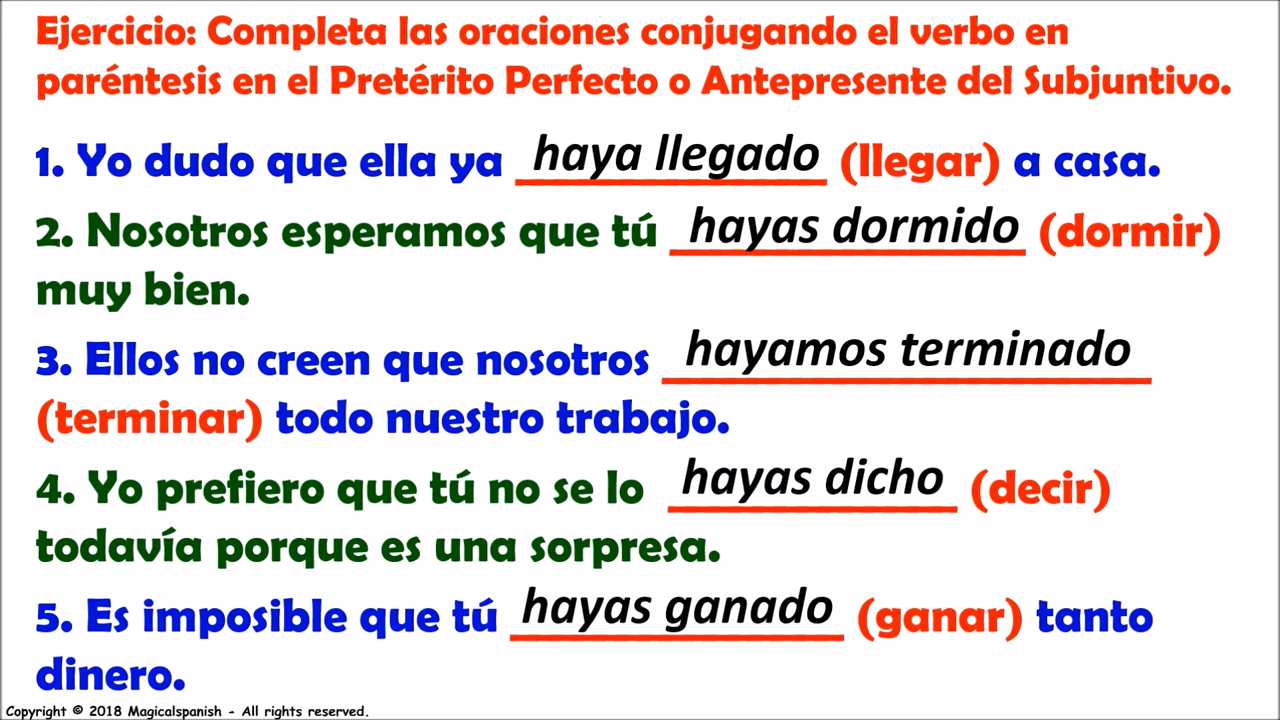 Ejercicio: Completa las oraciones conjugando el verbo en
paréntesis en el Pretérito Perfecto o Antepresente del Subjuntivo.
1. Yo dudo que ella ya haya llegado (llegar) a casa.
2. Nosotros esperamos que tú hayas dormido (dormir)
muy bien.
3. Ellos no creen que nosotros hayamos terminado
(terminar) todo nuestro trabajo.
4. Yo prefiero que tú no se lo hayas dicho (decir)
todavía porque es una sorpresa.
5. Es imposible que tú hayas ganado (ganar) tanto
dinero.
Copyright © 2018 Magicalspanish - All rights reserved.